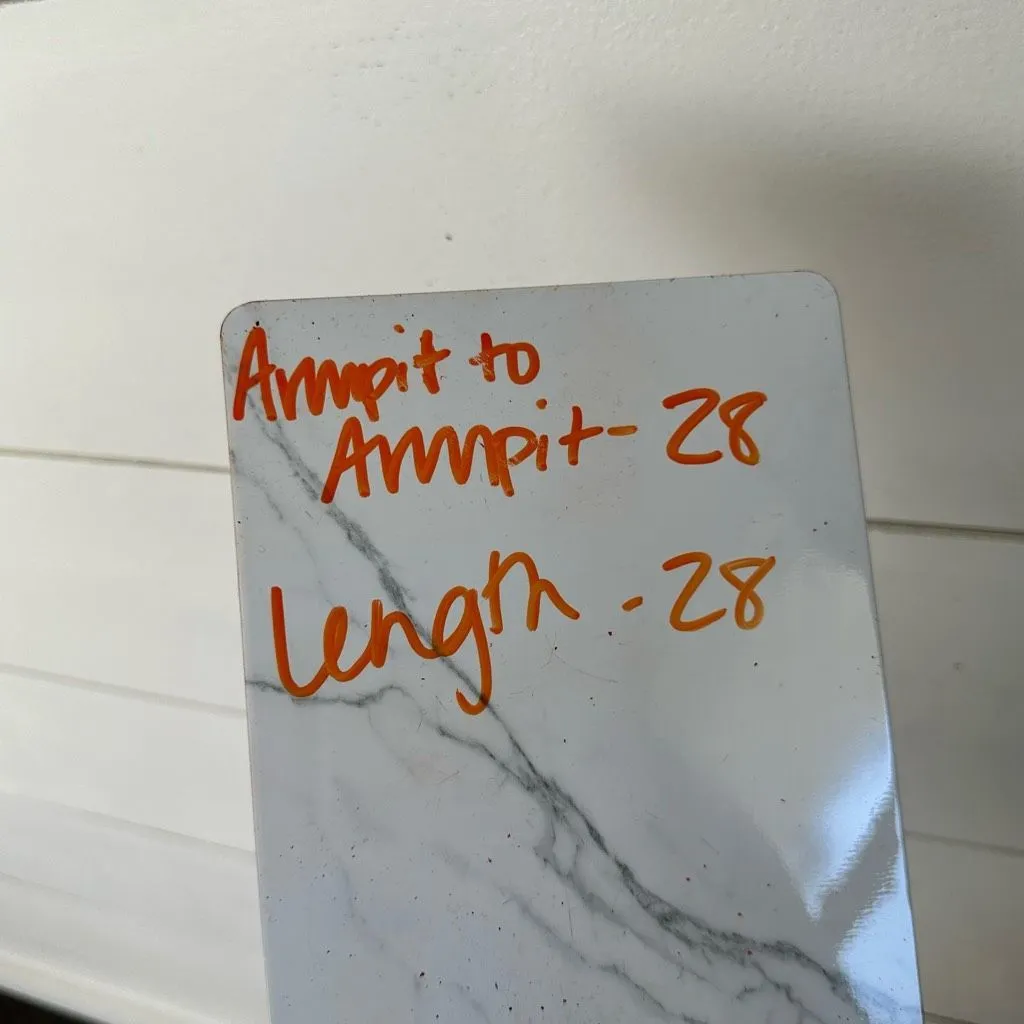 Armpit to
Armpit - 28
Length - 28